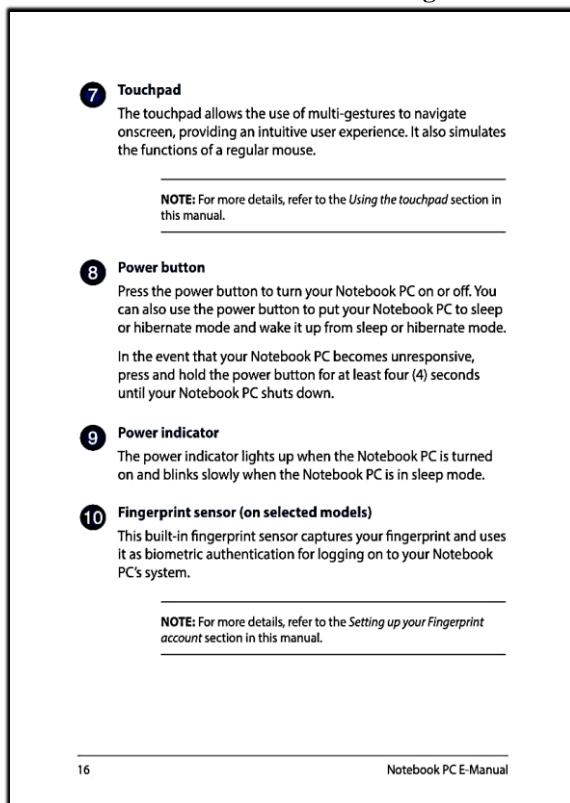 7 Touchpad
The touchpad allows the use of multi-gestures to navigate
onscreen, providing an intuitive user experience. It also simulates
the functions of a regular mouse.
NOTE: For more details, refer to the Using the touchpad section in
this manual.
8 Power button
Press the power button to turn your Notebook PC on or off. You
can also use the power button to put your Notebook PC to sleep
or hibernate mode and wake it up from sleep or hibernate mode.
In the event that your Notebook PC becomes unresponsive,
press and hold the power button for at least four (4) seconds
until your Notebook PC shuts down.
9 Power indicator
The power indicator lights up when the Notebook PC is turned
on and blinks slowly when the Notebook PC is in sleep mode.
10 Fingerprint sensor (on selected models)
This built-in fingerprint sensor captures your fingerprint and uses
it as biometric authentication for logging on to your Notebook
PC's system.
NOTE: For more details, refer to the Setting up your Fingerprint
account section in this manual.
16 Notebook PC E-Manual